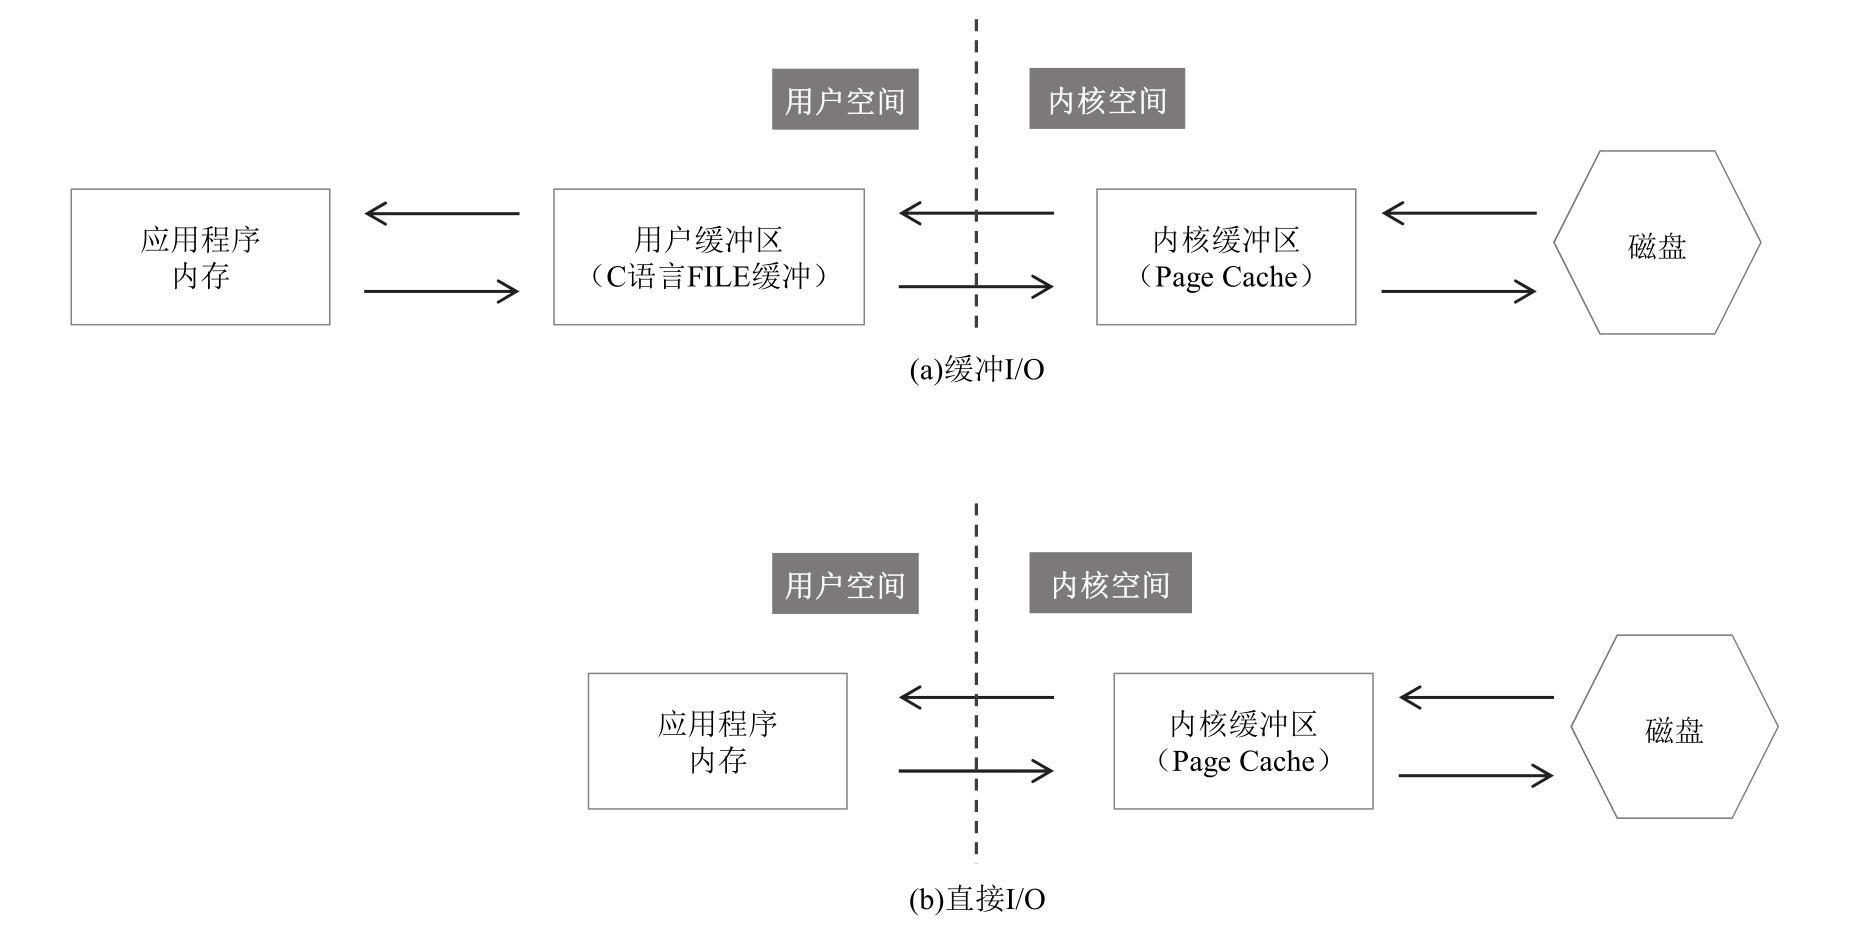 用户空间
内核空间
应用程序
内存
用户缓冲区
（C语言FILE缓冲）
内核缓冲区
（Page Cache）
磁盘
(a)缓冲I/O
用户空间
内核空间
应用程序
内存
内核缓冲区
（Page Cache）
磁盘
(b)直接I/O